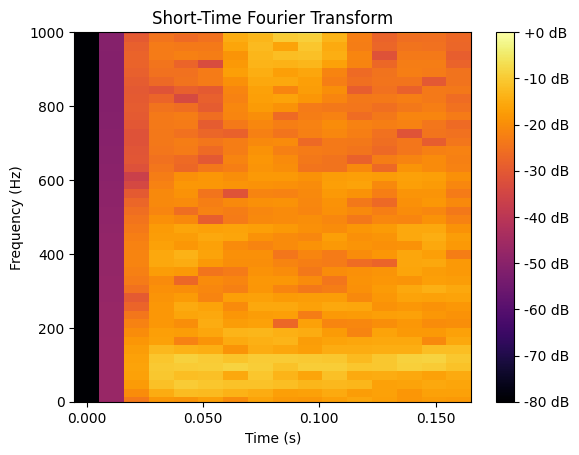 Short-Time Fourier Transform
1000
800
600
400
200
0
Frequency (Hz)
0.000
0.050
0.100
0.150
Time (s)
+0 dB
-10 dB
-20 dB
-30 dB
-40 dB
-50 dB
-60 dB
-70 dB
-80 dB